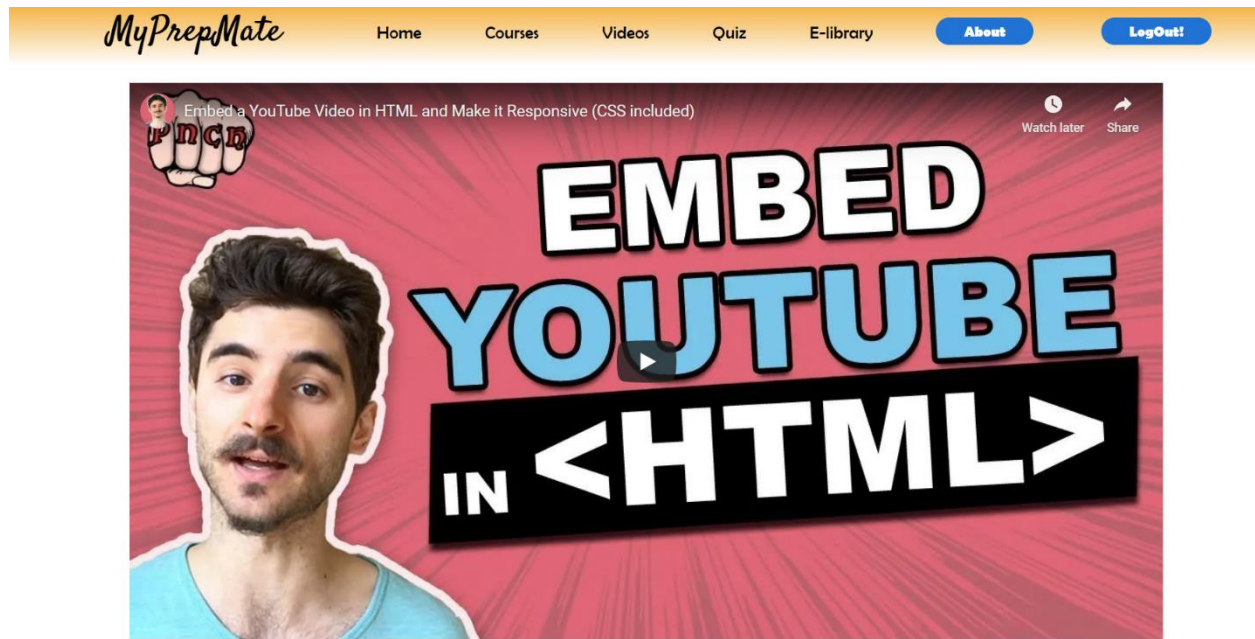 MyPrepMate Home Courses Videos Quiz E-library About LogOut!
Embed a YouTube Video in HTML and Make it Responsive (CSS included)
Watch later Share
PNCH
EMBED
YOUTUBE
IN <HTML>